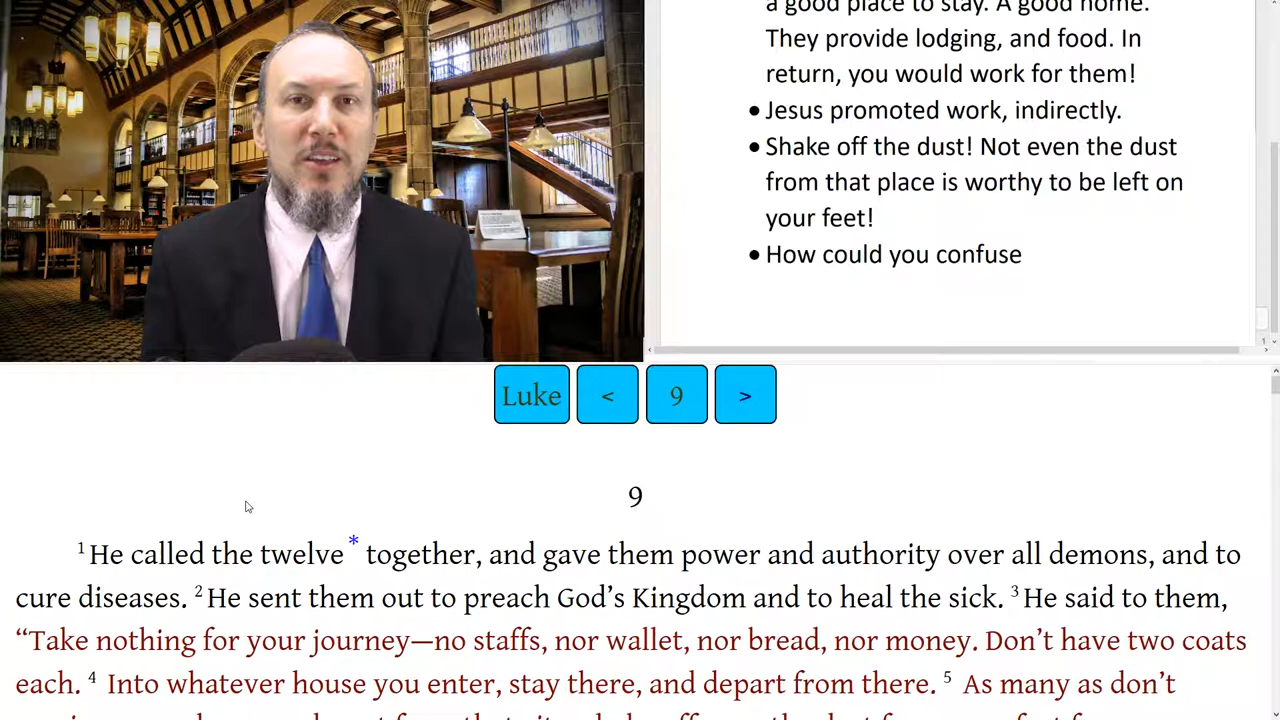 a good place to stay. A good home.
They provide lodging, and food. In
return, you would work for them!
• Jesus promoted work, indirectly.
• Shake off the dust! Not even the dust
from that place is worthy to be left on
your feet!
• How could you confuse
1
Luke < 9 >
9
1 He called the twelve * together, and gave them power and authority over all demons, and to
cure diseases. 2 He sent them out to preach God’s Kingdom and to heal the sick. 3 He said to them,
“Take nothing for your journey—no staffs, nor wallet, nor bread, nor money. Don’t have two coats
each. 4 Into whatever house you enter, stay there, and depart from there. 5 As many as don’t